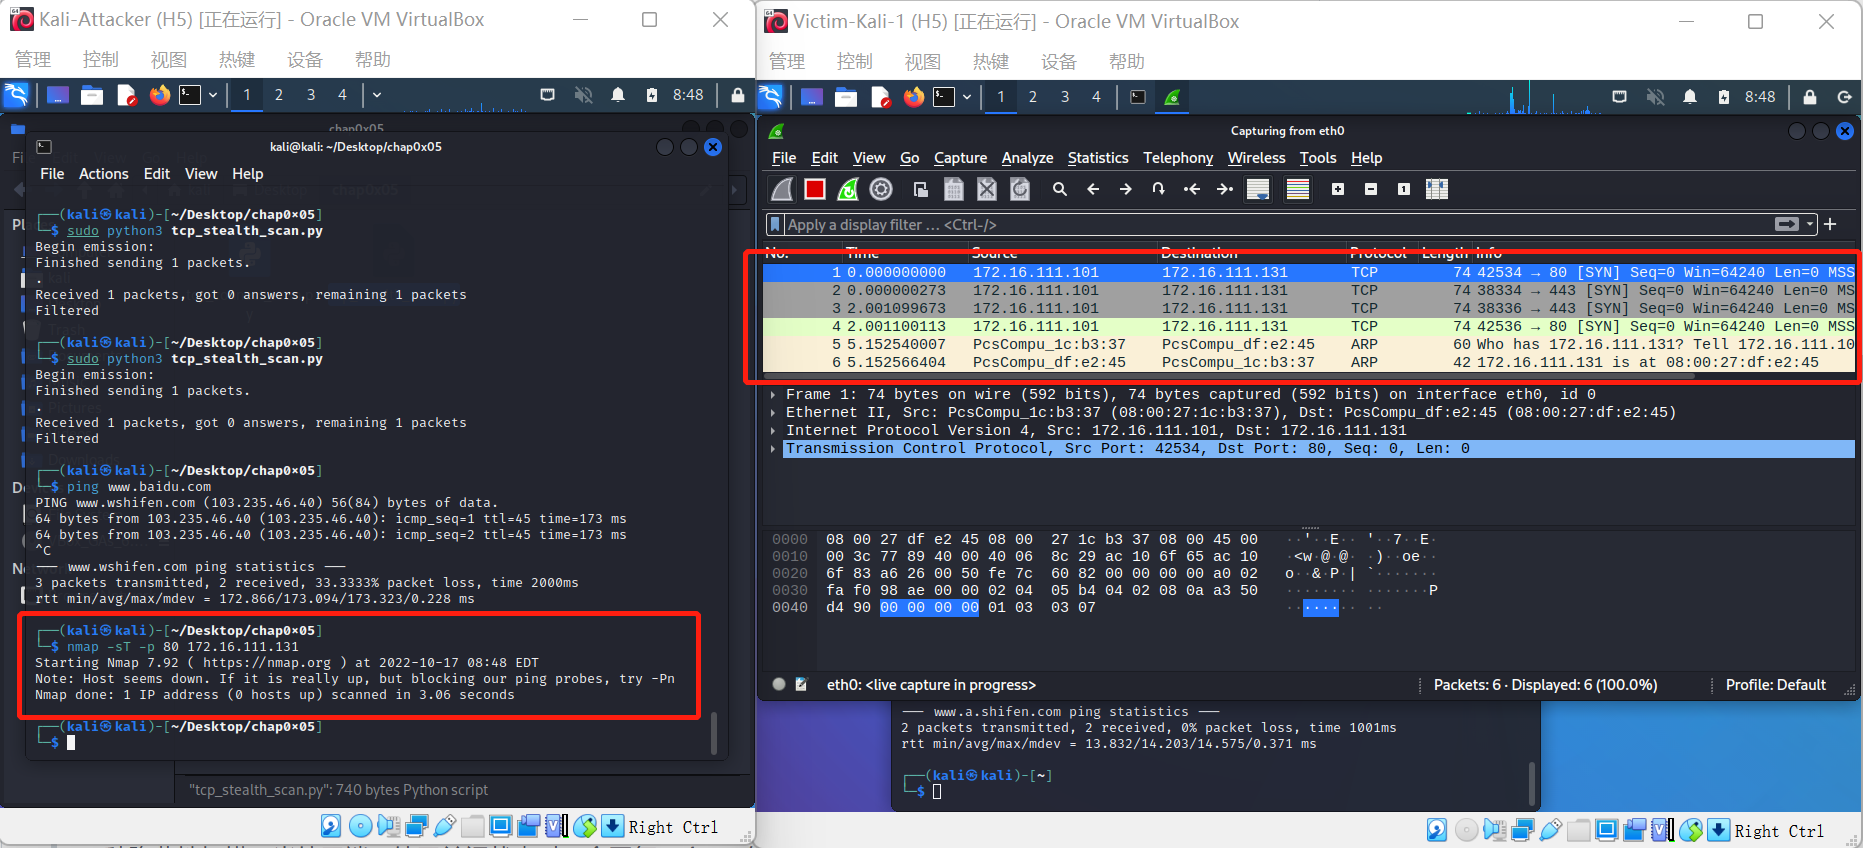 Kali-Attacker (H5) [正在运行] - Oracle VM VirtualBox
管理 控制 视图 热键 设备 帮助
1 2 3 4 8:48
chap0x05
kali@kali: ~/Desktop/chap0x05
File Actions Edit View Help
┌──(kali㉿kali)-[~/Desktop/chap0×05]
└─$ sudo python3 tcp_stealth_scan.py
Begin emission:
Finished sending 1 packets.
.
Received 1 packets, got 0 answers, remaining 1 packets
Filtered
┌──(kali㉿kali)-[~/Desktop/chap0×05]
└─$ sudo python3 tcp_stealth_scan.py
Begin emission:
Finished sending 1 packets.
.
Received 1 packets, got 0 answers, remaining 1 packets
Filtered
┌──(kali㉿kali)-[~/Desktop/chap0×05]
└─$ ping www.baidu.com
PING www.wshifen.com (103.235.46.40) 56(84) bytes of data.
64 bytes from 103.235.46.40 (103.235.46.40): icmp_seq=1 ttl=45 time=173 ms
64 bytes from 103.235.46.40 (103.235.46.40): icmp_seq=2 ttl=45 time=173 ms
^C
─── www.wshifen.com ping statistics ───
3 packets transmitted, 2 received, 33.3333% packet loss, time 2000ms
rtt min/avg/max/mdev = 172.866/173.094/173.323/0.228 ms
┌──(kali㉿kali)-[~/Desktop/chap0×05]
└─$ nmap -sT -p 80 172.16.111.131
Starting Nmap 7.92 ( https://nmap.org ) at 2022-10-17 08:48 EDT
Note: Host seems down. If it is really up, but blocking our ping probes, try -Pn
Nmap done: 1 IP address (0 hosts up) scanned in 3.06 seconds
┌──(kali㉿kali)-[~/Desktop/chap0×05]
└─$
"tcp_stealth_scan.py": 740 bytes Python script
Right Ctrl
Victim-Kali-1 (H5) [正在运行] - Oracle VM VirtualBox
管理 控制 视图 热键 设备 帮助
1 2 3 4 8:48
Capturing from eth0
File Edit View Go Capture Analyze Statistics Telephony Wireless Tools Help
Apply a display filter … <Ctrl-/>
No. Time Source Destination Protocol Length Info
1 0.000000000 172.16.111.101 172.16.111.131 TCP 74 42534 → 80 [SYN] Seq=0 Win=64240 Len=0 MSS
2 0.000000273 172.16.111.101 172.16.111.131 TCP 74 38334 → 443 [SYN] Seq=0 Win=64240 Len=0 MS
3 2.001099673 172.16.111.101 172.16.111.131 TCP 74 38336 → 443 [SYN] Seq=0 Win=64240 Len=0 MS
4 2.001100113 172.16.111.101 172.16.111.131 TCP 74 42536 → 80 [SYN] Seq=0 Win=64240 Len=0 MSS
5 5.152540007 PcsCompu_1c:b3:37 PcsCompu_df:e2:45 ARP 60 Who has 172.16.111.131? Tell 172.16.111.10
6 5.152566404 PcsCompu_df:e2:45 PcsCompu_1c:b3:37 ARP 42 172.16.111.131 is at 08:00:27:df:e2:45
Frame 1: 74 bytes on wire (592 bits), 74 bytes captured (592 bits) on interface eth0, id 0
Ethernet II, Src: PcsCompu_1c:b3:37 (08:00:27:1c:b3:37), Dst: PcsCompu_df:e2:45 (08:00:27:df:e2:45)
Internet Protocol Version 4, Src: 172.16.111.101, Dst: 172.16.111.131
Transmission Control Protocol, Src Port: 42534, Dst Port: 80, Seq: 0, Len: 0
0000 08 00 27 df e2 45 08 00 27 1c b3 37 08 00 45 00 ··'··E·· '··7··E·
0010 00 3c 77 89 40 00 40 06 8c 29 ac 10 6f 65 ac 10 ·<w·@·@· ·)··oe··
0020 6f 83 a6 26 00 50 fe 7c 60 82 00 00 00 00 a0 02 o··&·P·| `·······
0030 fa f0 98 ae 00 00 02 04 05 b4 04 02 08 0a a3 50 ········ ·······P
0040 d4 90 00 00 00 00 01 03 03 07 ········ ··
eth0: <live capture in progress>
Packets: 6 · Displayed: 6 (100.0%)
Profile: Default
─── www.a.shifen.com ping statistics ───
2 packets transmitted, 2 received, 0% packet loss, time 1001ms
rtt min/avg/max/mdev = 13.832/14.203/14.575/0.371 ms
┌──(kali㉿kali)-[~]
└─$
Right Ctrl